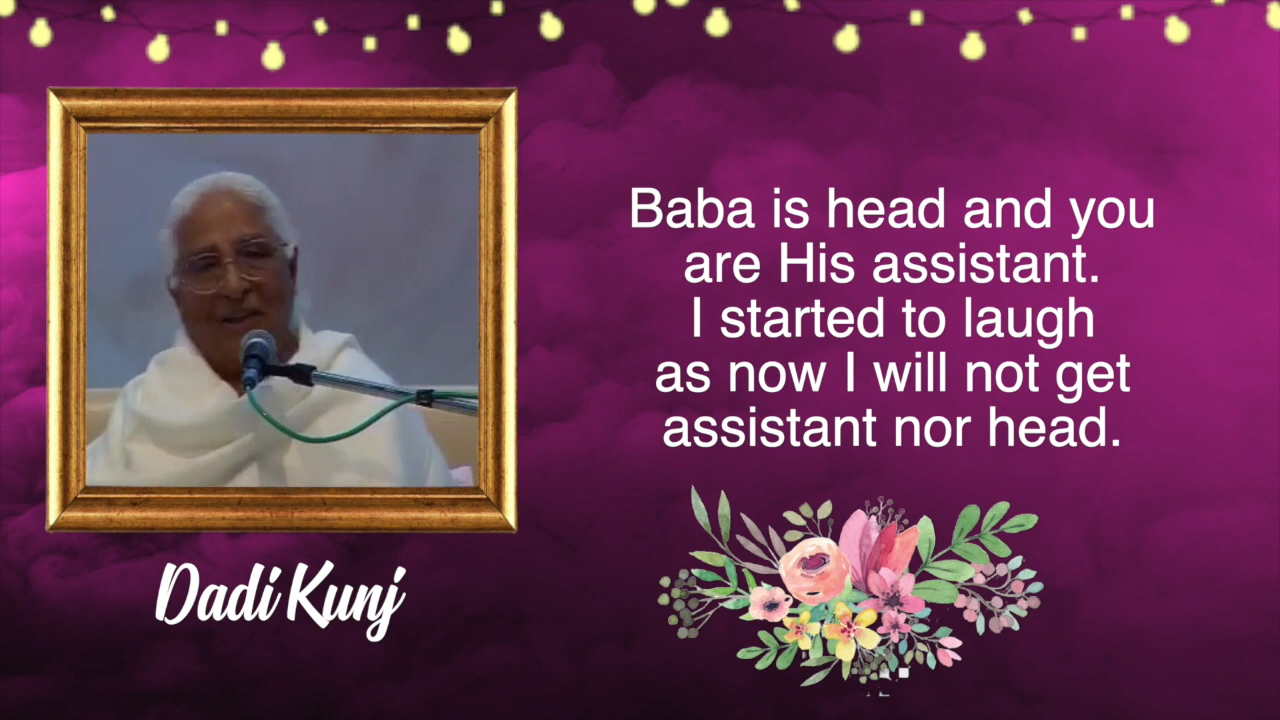 Baba is head and you
are His assistant.
I started to laugh
as now I will not get
assistant nor head.
Dadi Kunj